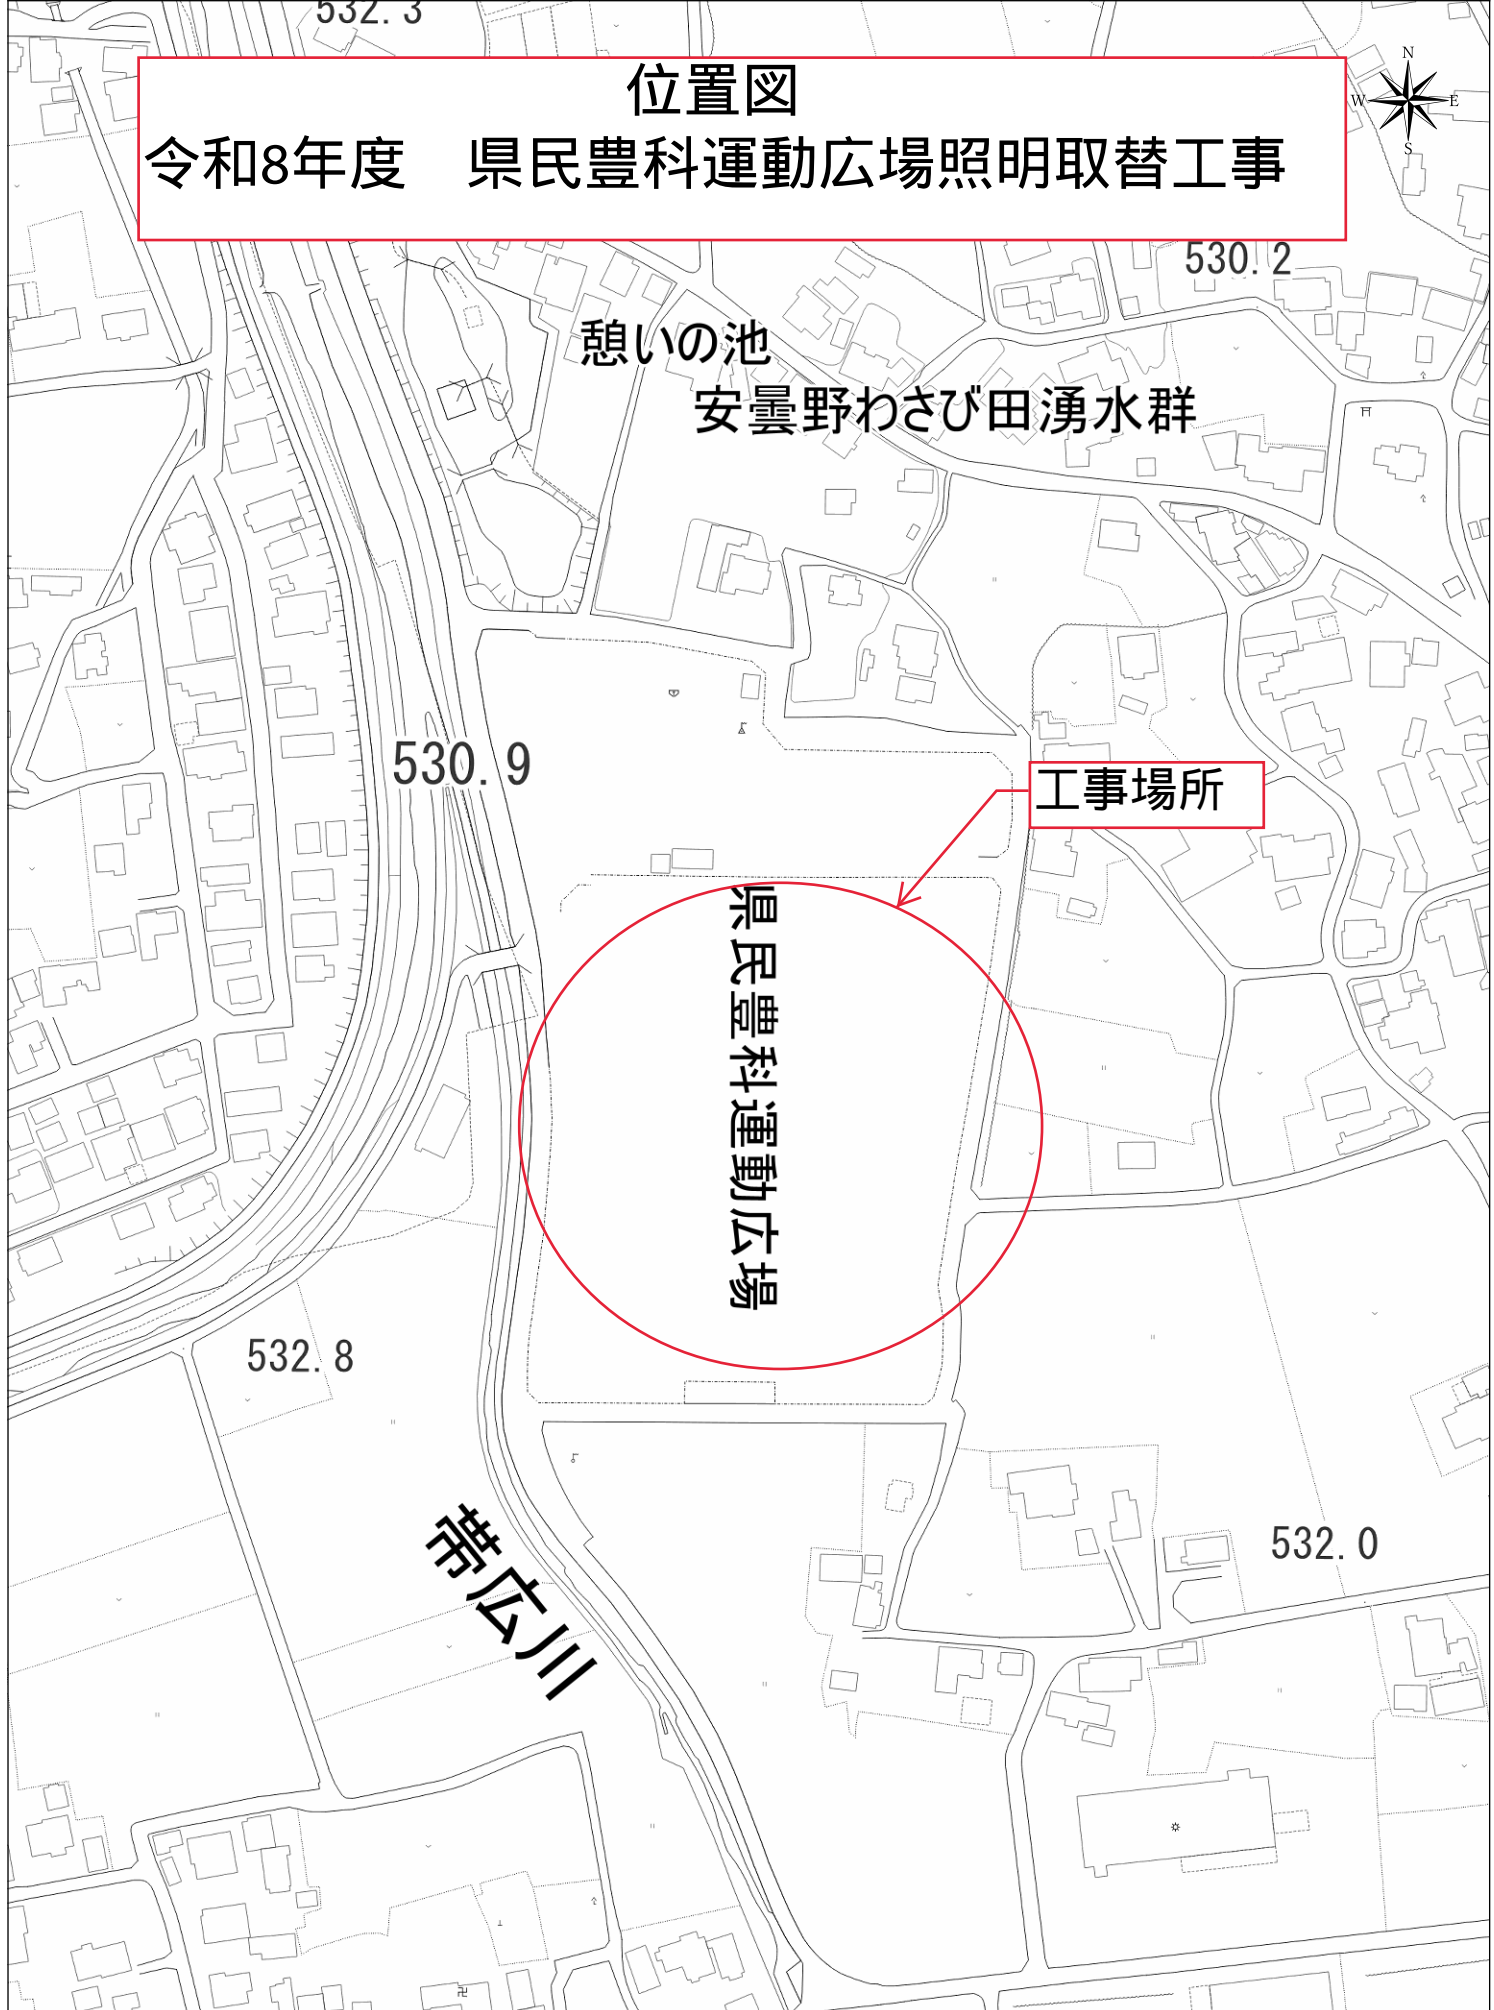 532.3
位置図
令和8年度　県民豊科運動広場照明取替工事
N
W
E
S
530.2
憩いの池
安曇野わさび田湧水群
530.9
工事場所
県民豊科運動広場
532.8
帯広川
532.0